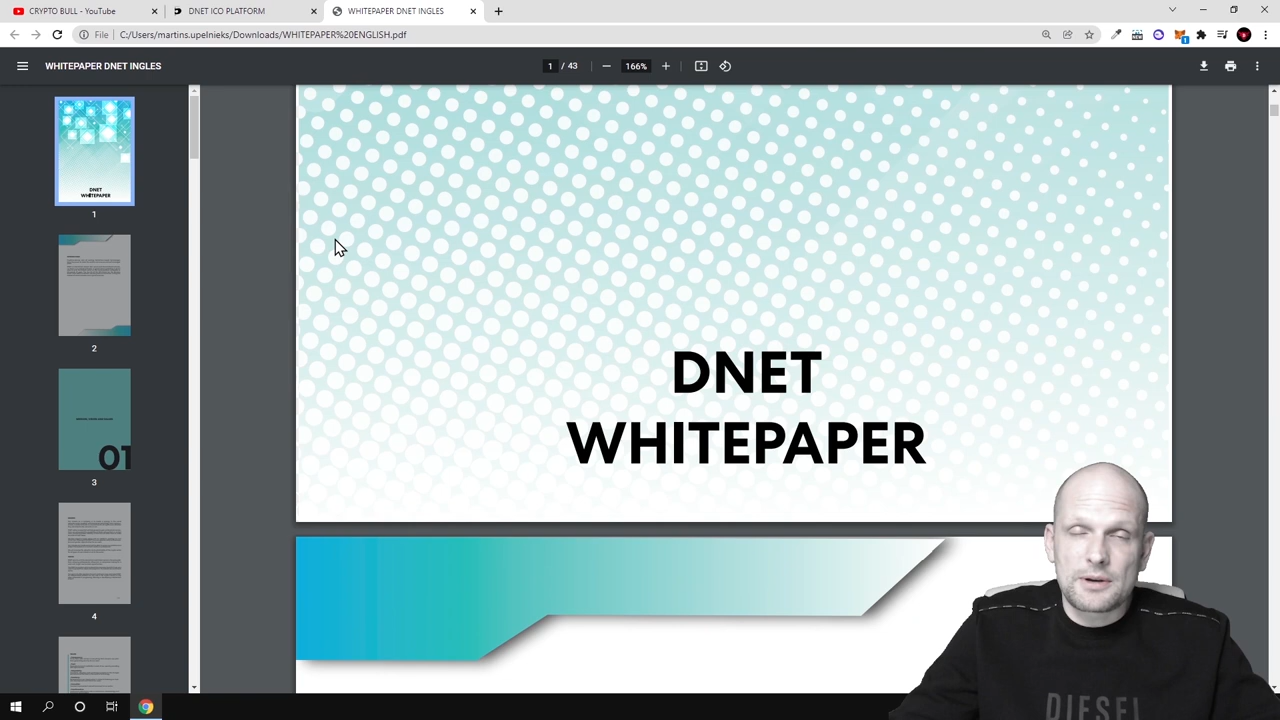 CRYPTO BULL - YouTube
DNET ICO PLATFORM
WHITEPAPER DNET INGLES
File
C:/Users/martins.upelnieks/Downloads/WHITEPAPER%20ENGLISH.pdf
1
WHITEPAPER DNET INGLES
1 / 43
166%
DNET
WHITEPAPER
1
2
01
3
4
DNET
WHITEPAPER
DIESEL